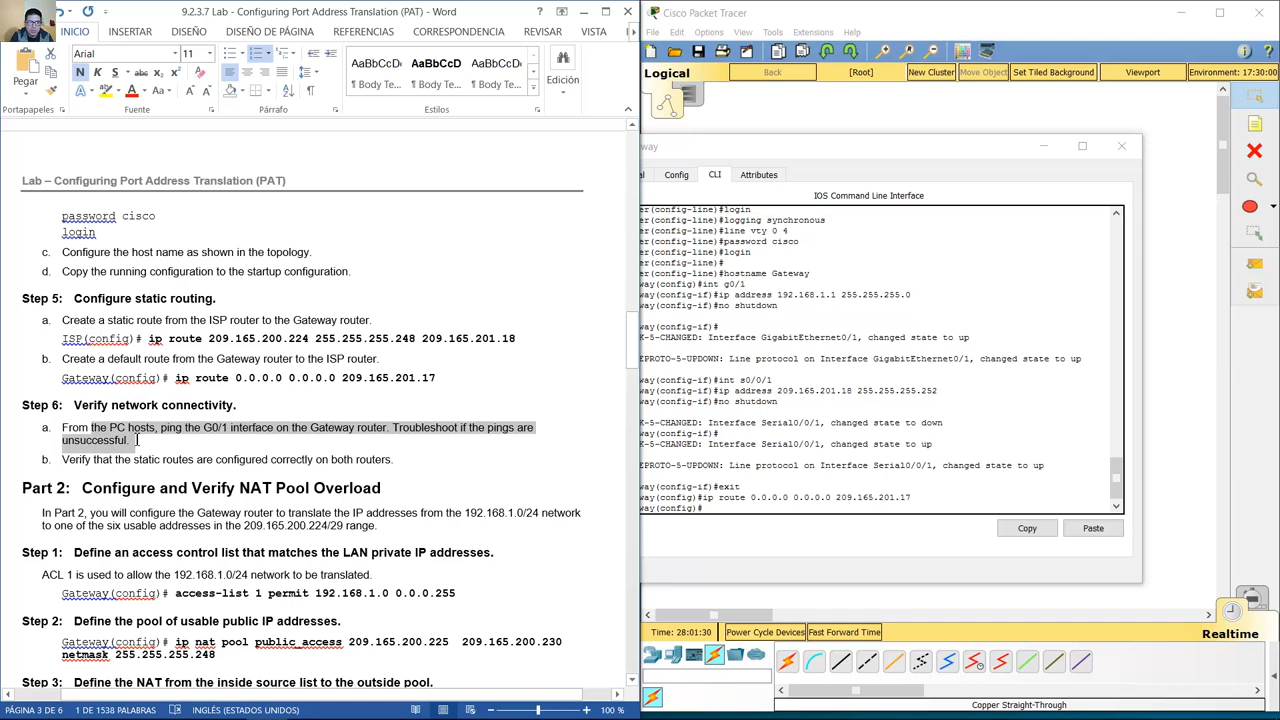 9.2.3.7 Lab - Configuring Port Address Translation (PAT) - Word
INICIO INSERTAR DISEÑO DISEÑO DE PÁGINA REFERENCIAS CORRESPONDENCIA REVISAR VISTA
Arial 11
Pegar
N K S abc x₂ x²
AaBbCcDc AaBbCcD AaBbCcDc
¶ Body Te... ¶ Body Te... ¶ Body Te...
Edición
Portapapeles Fuente Párrafo Estilos
Lab – Configuring Port Address Translation (PAT)
password cisco
login
c. Configure the host name as shown in the topology.
d. Copy the running configuration to the startup configuration.
Step 5: Configure static routing.
a. Create a static route from the ISP router to the Gateway router.
ISP(config)# ip route 209.165.200.224 255.255.255.248 209.165.201.18
b. Create a default route from the Gateway router to the ISP router.
Gateway(config)# ip route 0.0.0.0 0.0.0.0 209.165.201.17
Step 6: Verify network connectivity.
a. From the PC hosts, ping the G0/1 interface on the Gateway router. Troubleshoot if the pings are
unsuccessful.
b. Verify that the static routes are configured correctly on both routers.
Part 2: Configure and Verify NAT Pool Overload
In Part 2, you will configure the Gateway router to translate the IP addresses from the 192.168.1.0/24 network
to one of the six usable addresses in the 209.165.200.224/29 range.
Step 1: Define an access control list that matches the LAN private IP addresses.
ACL 1 is used to allow the 192.168.1.0/24 network to be translated.
Gateway(config)# access-list 1 permit 192.168.1.0 0.0.0.255
Step 2: Define the pool of usable public IP addresses.
Gateway(config)# ip nat pool public_access 209.165.200.225 209.165.200.230
netmask 255.255.255.248
Step 3: Define the NAT from the inside source list to the outside pool.
PÁGINA 3 DE 6 1 DE 1538 PALABRAS INGLÉS (ESTADOS UNIDOS) 100 %
Cisco Packet Tracer
File Edit Options View Tools Extensions Help
Logical Back [Root] New Cluster Move Object Set Tiled Background Viewport Environment: 17:30:00
way
al Config CLI Attributes
IOS Command Line Interface
er(config-line)#login
er(config-line)#logging synchronous
er(config-line)#line vty 0 4
er(config-line)#password cisco
er(config-line)#login
er(config-line)#
er(config-line)#hostname Gateway
way(config)#int g0/1
way(config-if)#ip address 192.168.1.1 255.255.255.0
way(config-if)#no shutdown
way(config-if)#
K-5-CHANGED: Interface GigabitEthernet0/1, changed state to up
EPROTO-5-UPDOWN: Line protocol on Interface GigabitEthernet0/1, changed state to up
way(config-if)#int s0/0/1
way(config-if)#ip address 209.165.201.18 255.255.255.252
way(config-if)#no shutdown
K-5-CHANGED: Interface Serial0/0/1, changed state to down
way(config-if)#
K-5-CHANGED: Interface Serial0/0/1, changed state to up
EPROTO-5-UPDOWN: Line protocol on Interface Serial0/0/1, changed state to up
way(config-if)#exit
way(config)#ip route 0.0.0.0 0.0.0.0 209.165.201.17
way(config)#
Copy Paste
Time: 28:01:30 Power Cycle Devices Fast Forward Time Realtime
Copper Straight-Through